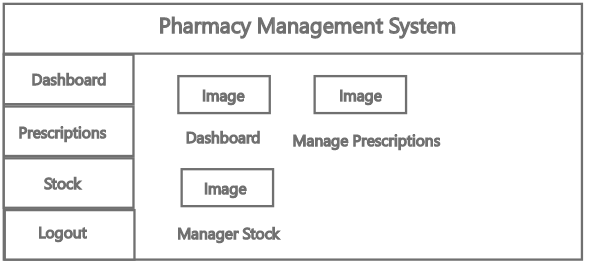 Pharmacy Management System
Dashboard
Prescriptions
Stock
Logout
Image
Image
Dashboard
Manage Prescriptions
Image
Manager Stock